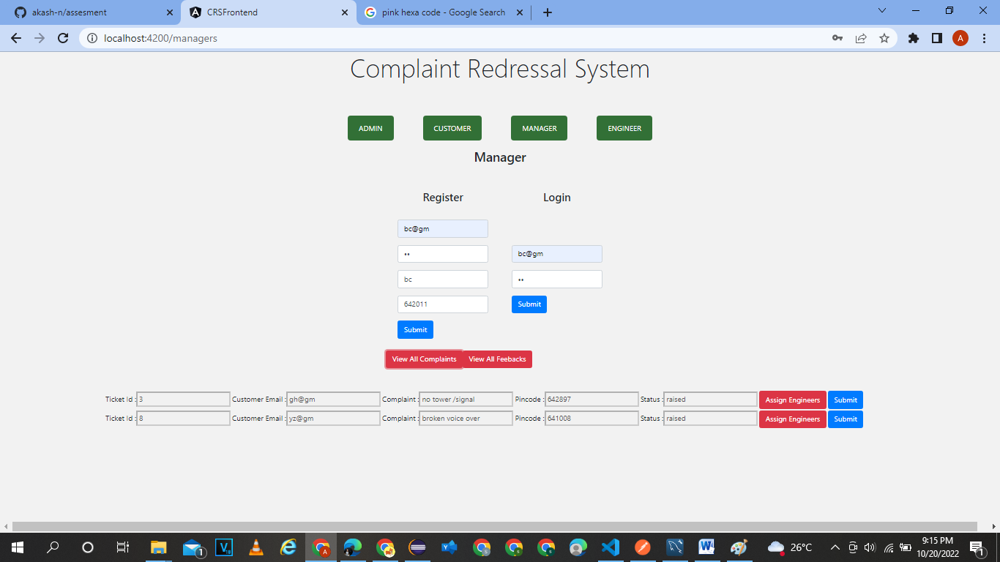 akash-n/assesment
CRSFrontend
pink hexa code - Google Search
localhost:4200/managers
A
Complaint Redressal System
ADMIN CUSTOMER MANAGER ENGINEER
Manager
Register Login
bc@gm
•• bc@gm
bc ••
642011 Submit
Submit
View All Complaints View All Feebacks
Ticket Id : 3 Customer Email : gh@gm Complaint : no tower /signal Pincode : 642897 Status : raised Assign Engineers Submit
Ticket Id : 8 Customer Email : yz@gm Complaint : broken voice over Pincode : 641008 Status : raised Assign Engineers Submit
26°C
9:15 PM
10/20/2022